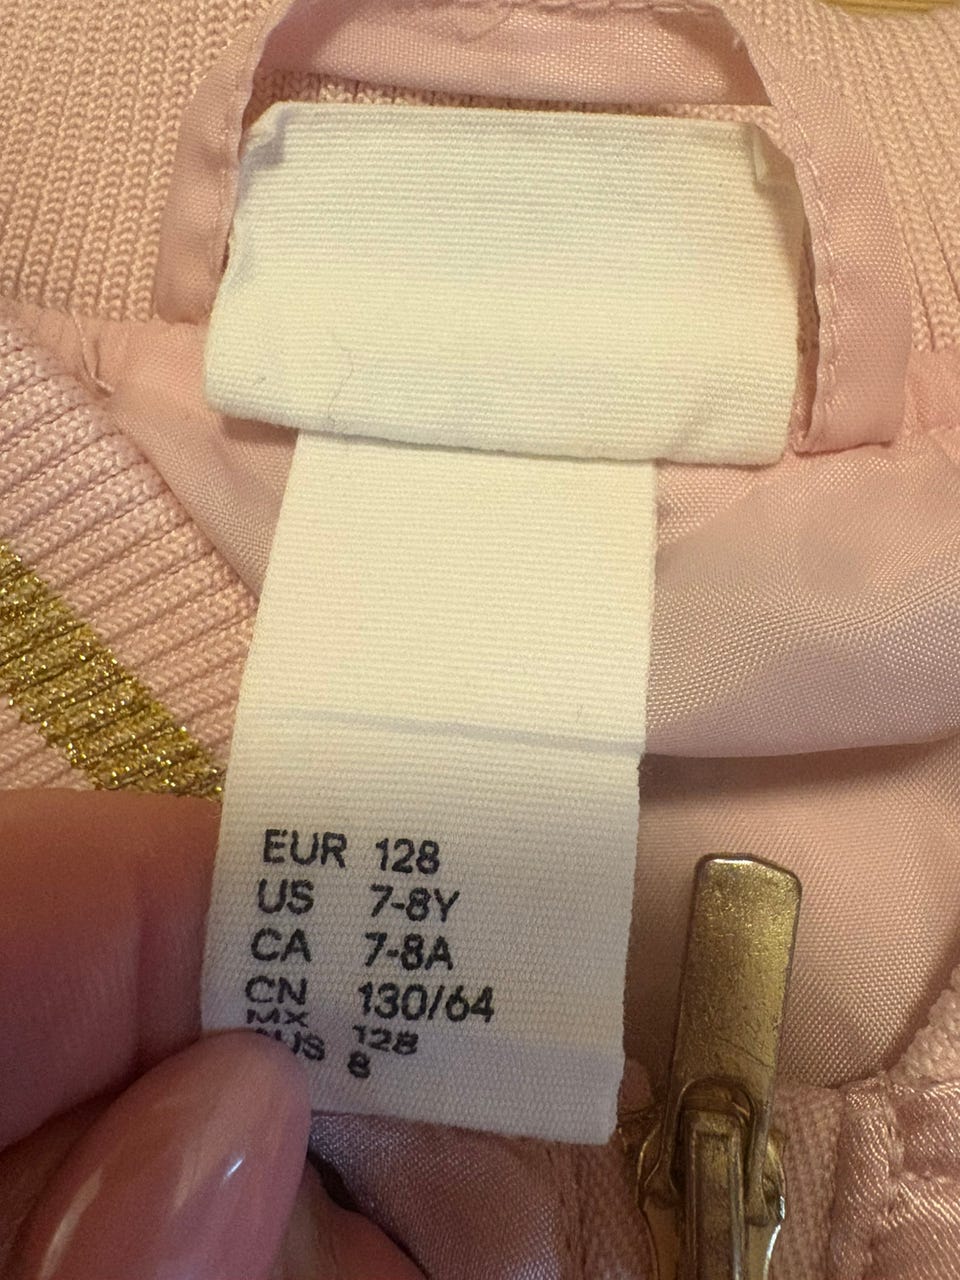 EUR 128
US 7-8Y
CA 7-8A
CN 130/64
MX 128
AUS 8